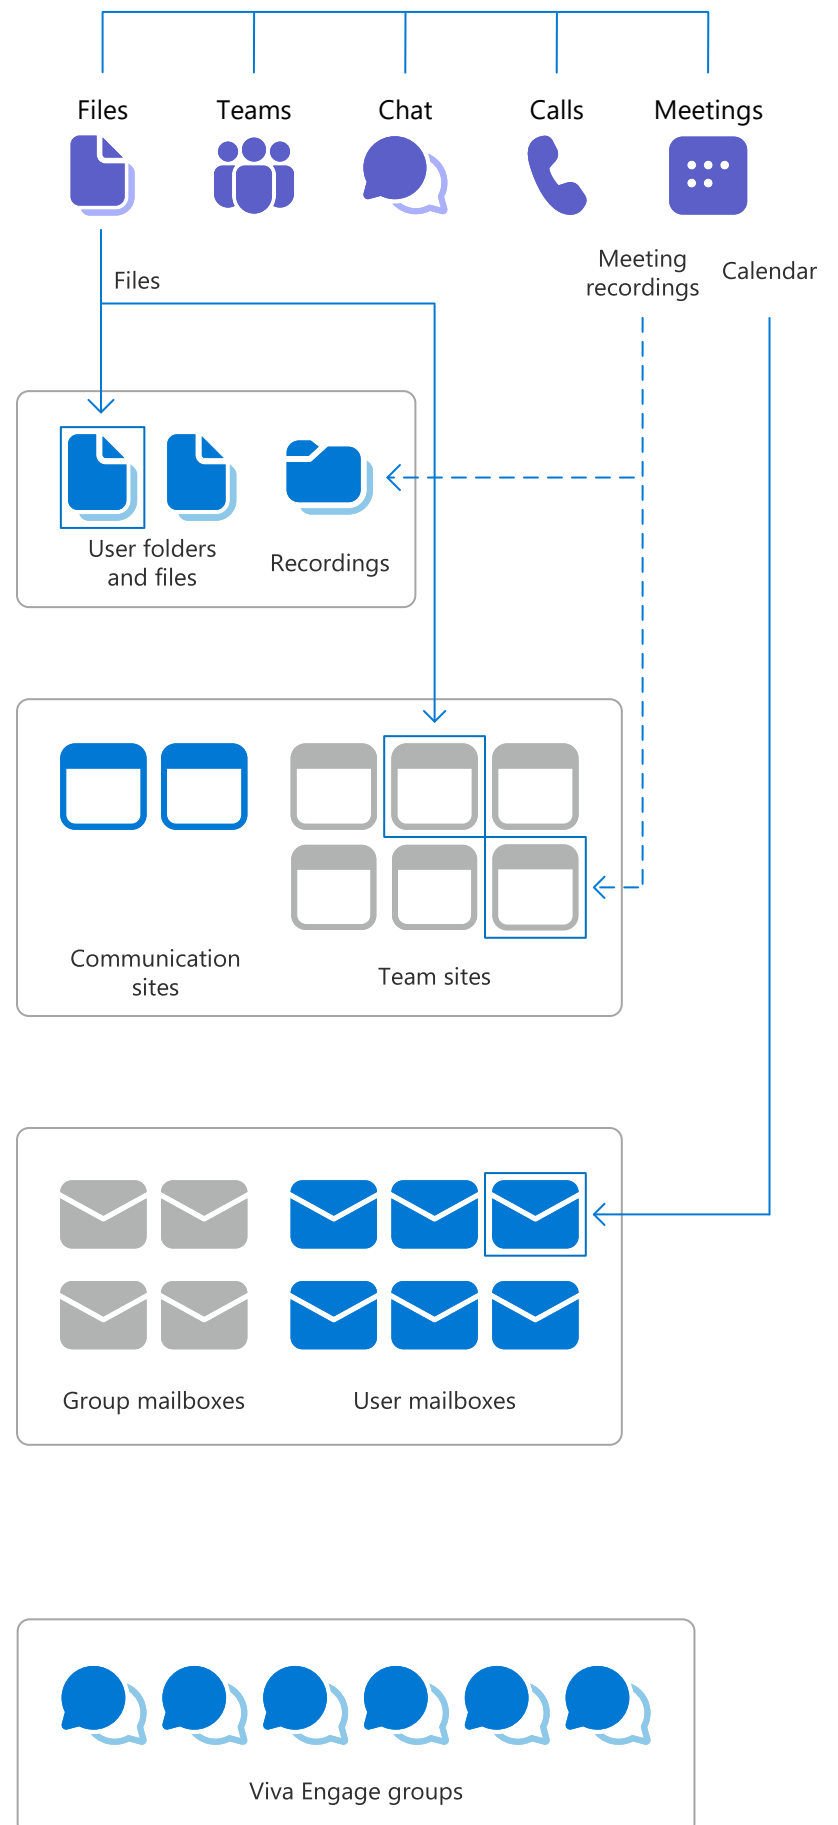 Files
Teams
Chat
Calls
Meetings
Files
Meeting
recordings
Calendar
User folders
and files
Recordings
Communication
sites
Team sites
Group mailboxes
User mailboxes
Viva Engage groups